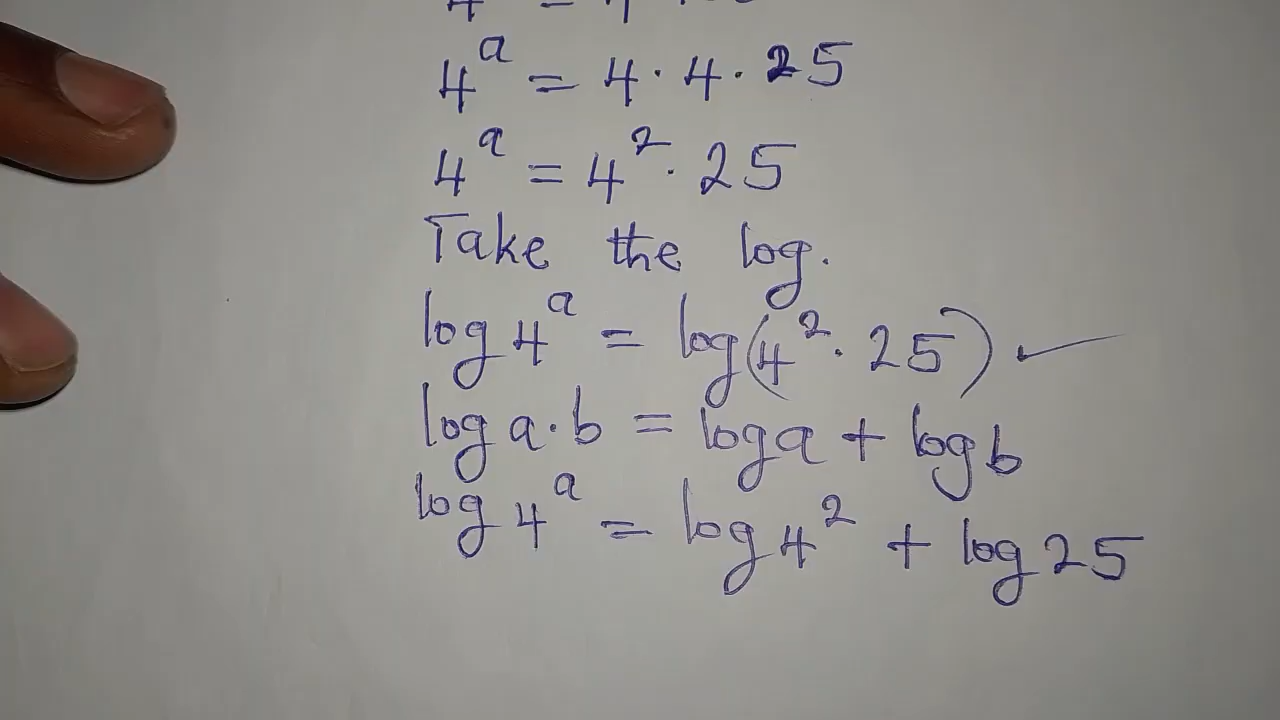 4^a = 4 · 4 · 25
4^a = 4^2 · 25
Take the log.
log 4^a = log(4^2 · 25) ✓
log a · b = log a + log b
log 4^a = log 4^2 + log 25